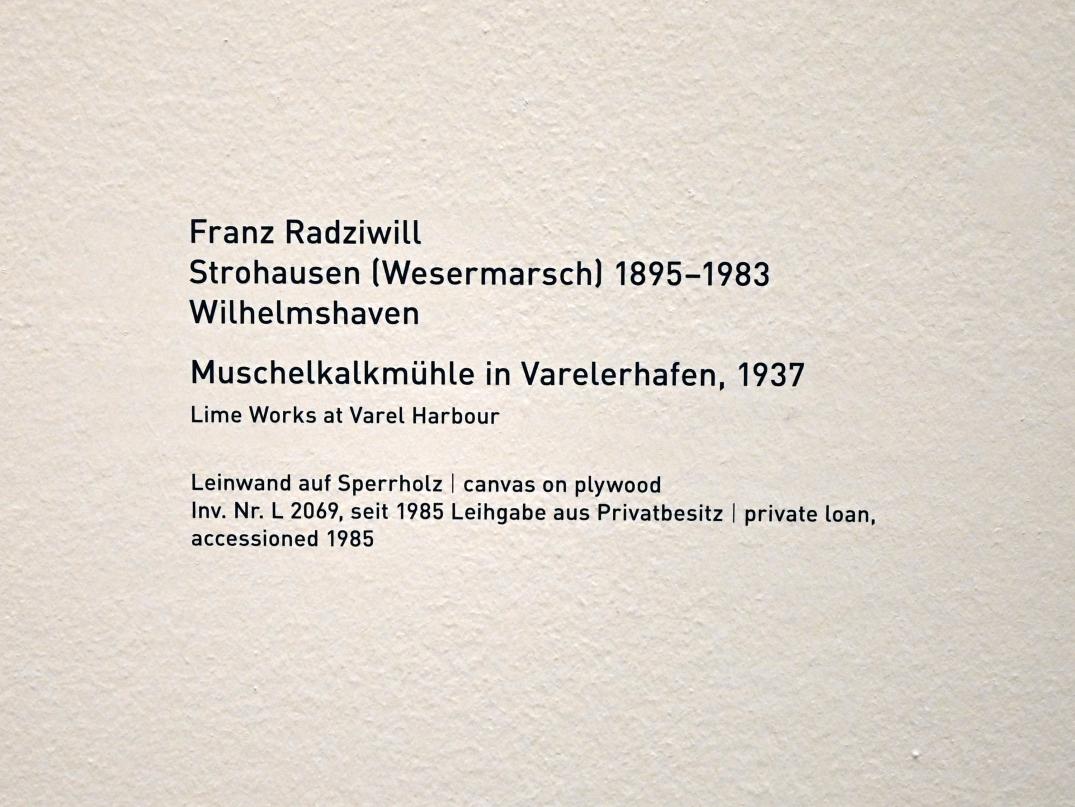 Franz Radziwill
Strohausen (Wesermarsch) 1895–1983
Wilhelmshaven
Muschelkalkmühle in Varelerhafen, 1937
Lime Works at Varel Harbour
Leinwand auf Sperrholz | canvas on plywood
Inv. Nr. L 2069, seit 1985 Leihgabe aus Privatbesitz | private loan,
accessioned 1985